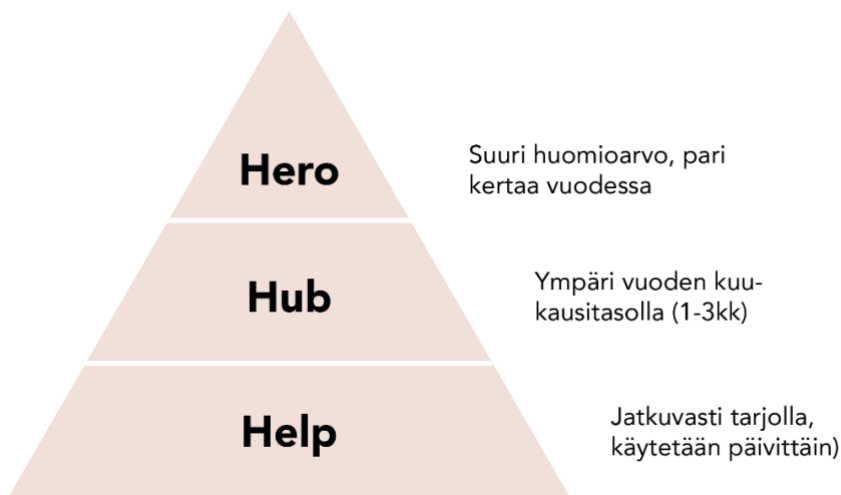 Hero
Suuri huomioarvo, pari
kertaa vuodessa
Hub
Ympäri vuoden kuu-
kausitasolla (1-3kk)
Help
Jatkuvasti tarjolla,
käytetään päivittäin)